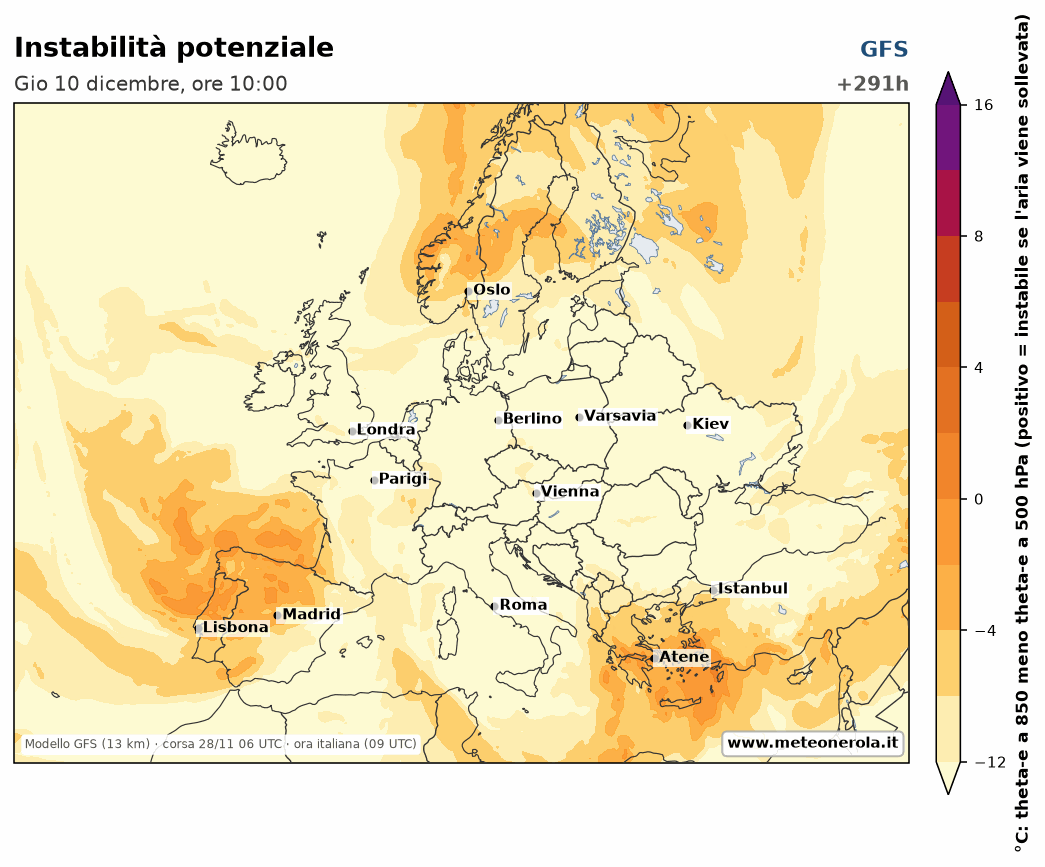 Instabilità potenziale
GFS
Gio 10 dicembre, ore 10:00
+291h
Oslo
Berlino
Varsavia
Kiev
Londra
Parigi
Vienna
Istanbul
Roma
Madrid
Lisbona
Atene
Modello GFS (13 km) · corsa 28/11 06 UTC · ora italiana (09 UTC)
www.meteonerola.it
16
8
4
0
−4
−12
°C: theta-e a 850 meno theta-e a 500 hPa (positivo = instabile se l'aria viene sollevata)